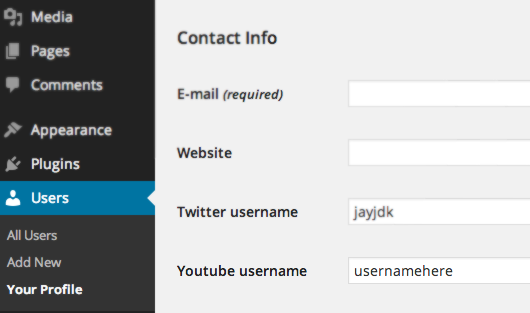 Media
Pages
Comments
Appearance
Plugins
Users
All Users
Add New
Your Profile
Contact Info
E-mail (required)
Website
Twitter username
jayjdk
Youtube username
usernamehere